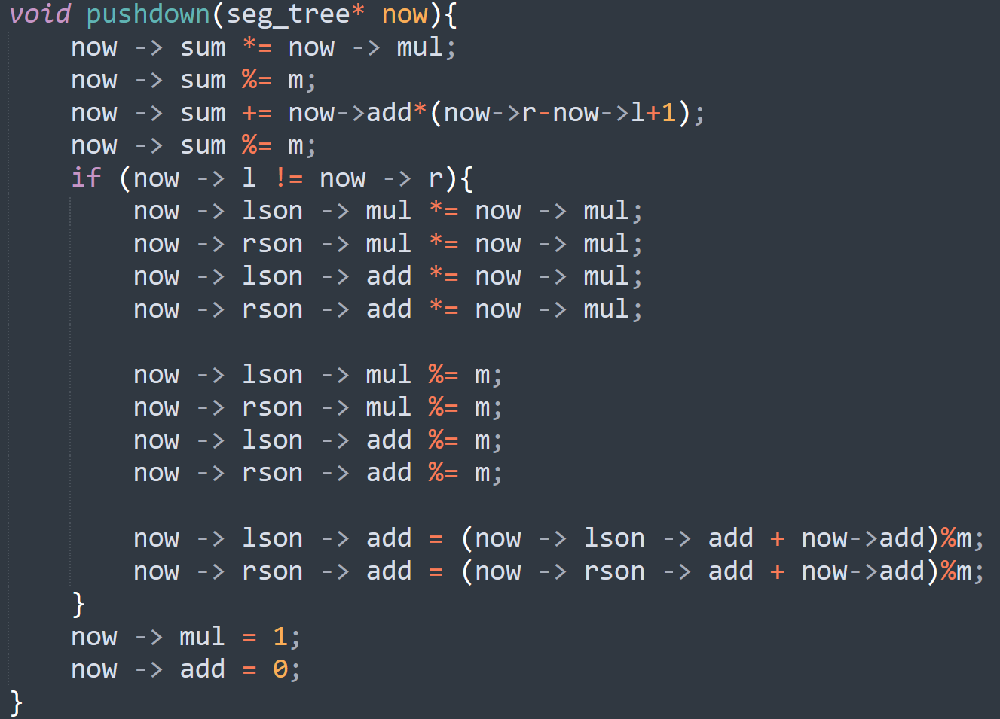 void pushdown(seg_tree* now){
    now -> sum *= now -> mul;
    now -> sum %= m;
    now -> sum += now->add*(now->r-now->l+1);
    now -> sum %= m;
    if (now -> l != now -> r){
        now -> lson -> mul *= now -> mul;
        now -> rson -> mul *= now -> mul;
        now -> lson -> add *= now -> mul;
        now -> rson -> add *= now -> mul;

        now -> lson -> mul %= m;
        now -> rson -> mul %= m;
        now -> lson -> add %= m;
        now -> rson -> add %= m;

        now -> lson -> add = (now -> lson -> add + now->add)%m;
        now -> rson -> add = (now -> rson -> add + now->add)%m;
    }
    now -> mul = 1;
    now -> add = 0;
}